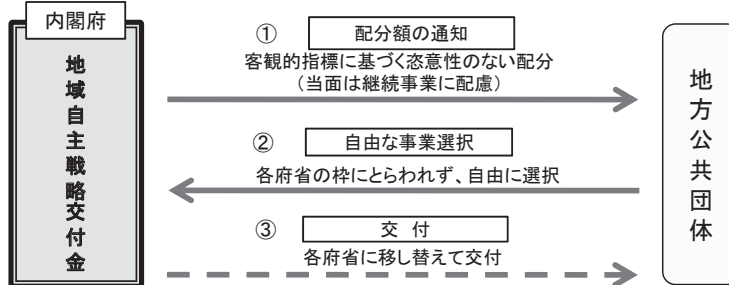 内閣府
地域自主戦略交付金
① 配分額の通知
客観的指標に基づく恣意性のない配分
（当面は継続事業に配慮）
② 自由な事業選択
各府省の枠にとらわれず、自由に選択
③ 交 付
各府省に移し替えて交付
地方公共団体